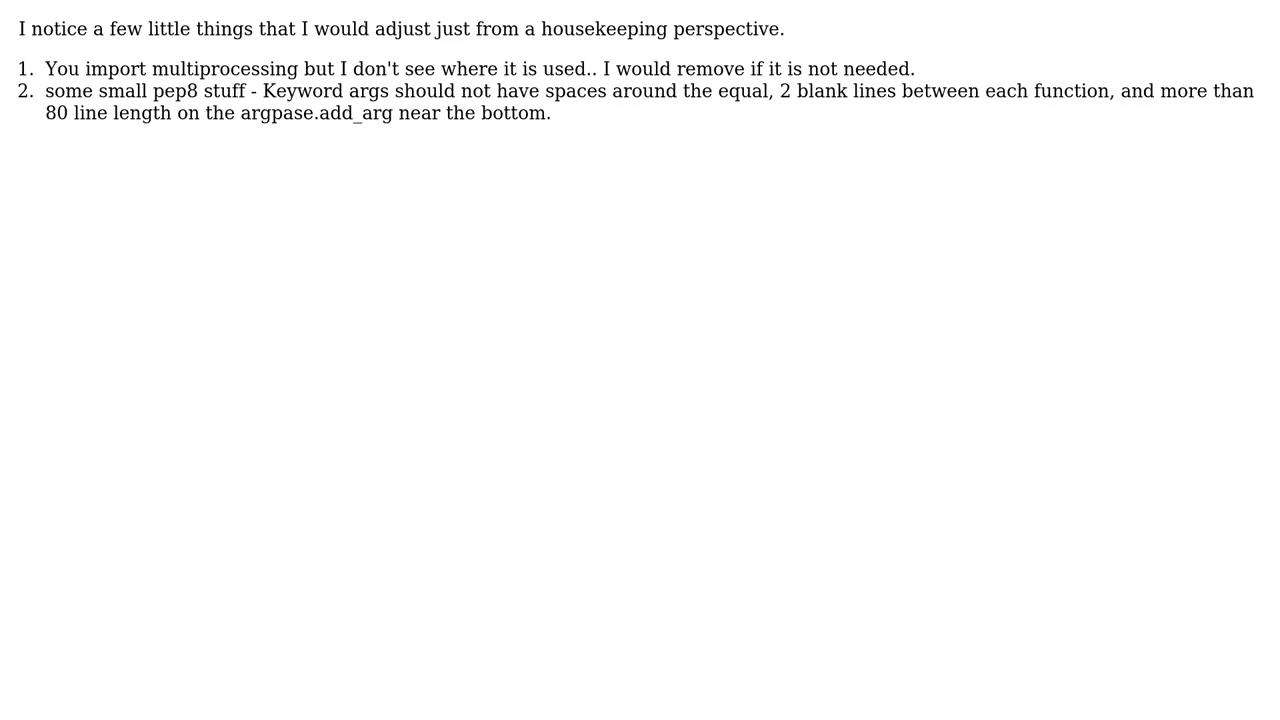 I notice a few little things that I would adjust just from a housekeeping perspective.
1. You import multiprocessing but I don't see where it is used.. I would remove if it is not needed.
2. some small pep8 stuff - Keyword args should not have spaces around the equal, 2 blank lines between each function, and more than
80 line length on the argpase.add_arg near the bottom.